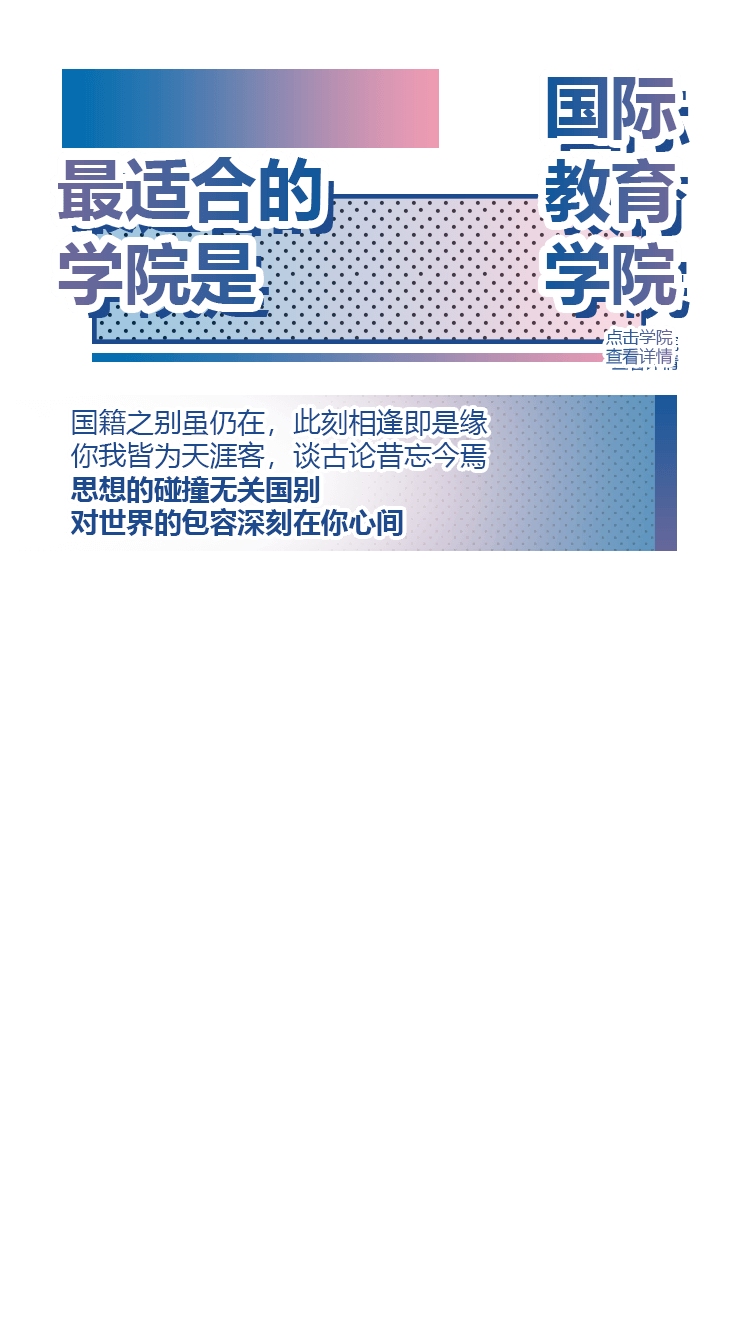 最适合的
学院是
国际
教育
学院
点击学院
查看详情
国籍之别虽仍在，此刻相逢即是缘
你我皆为天涯客，谈古论昔忘今焉
思想的碰撞无关国别
对世界的包容深刻在你心间